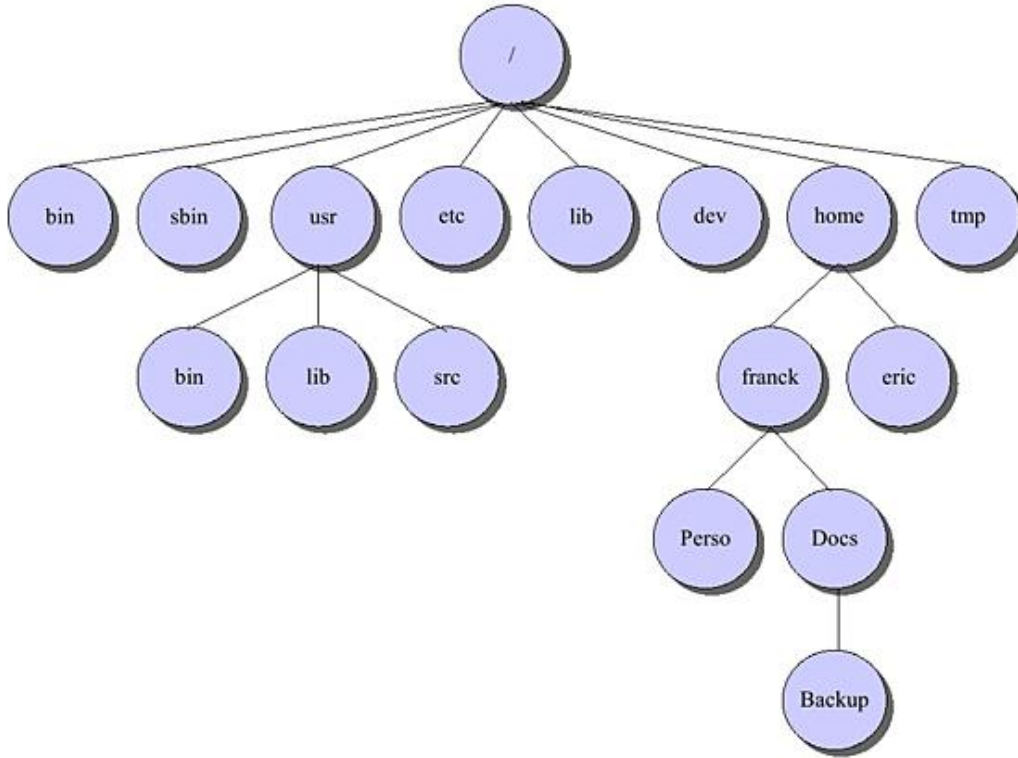 /
bin sbin usr etc lib dev home tmp
bin lib src franck eric
Perso Docs
Backup